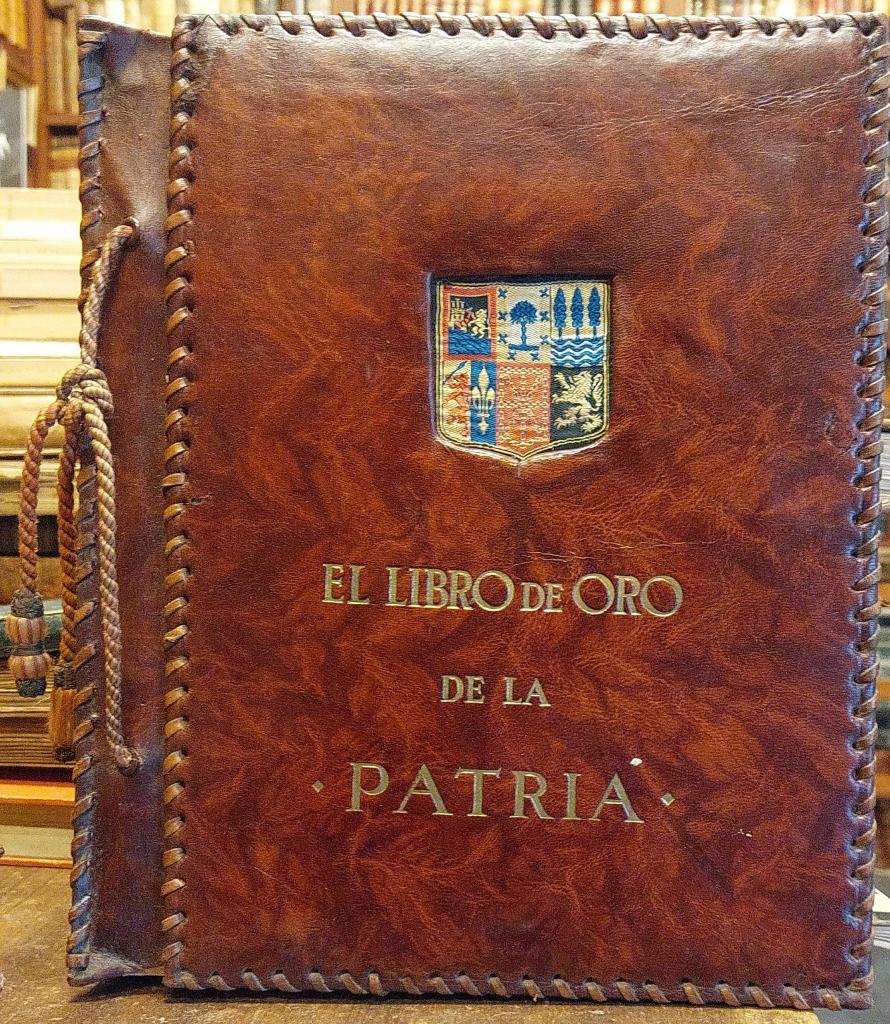 EL LIBRO DE ORO
DE LA
· PATRIA ·